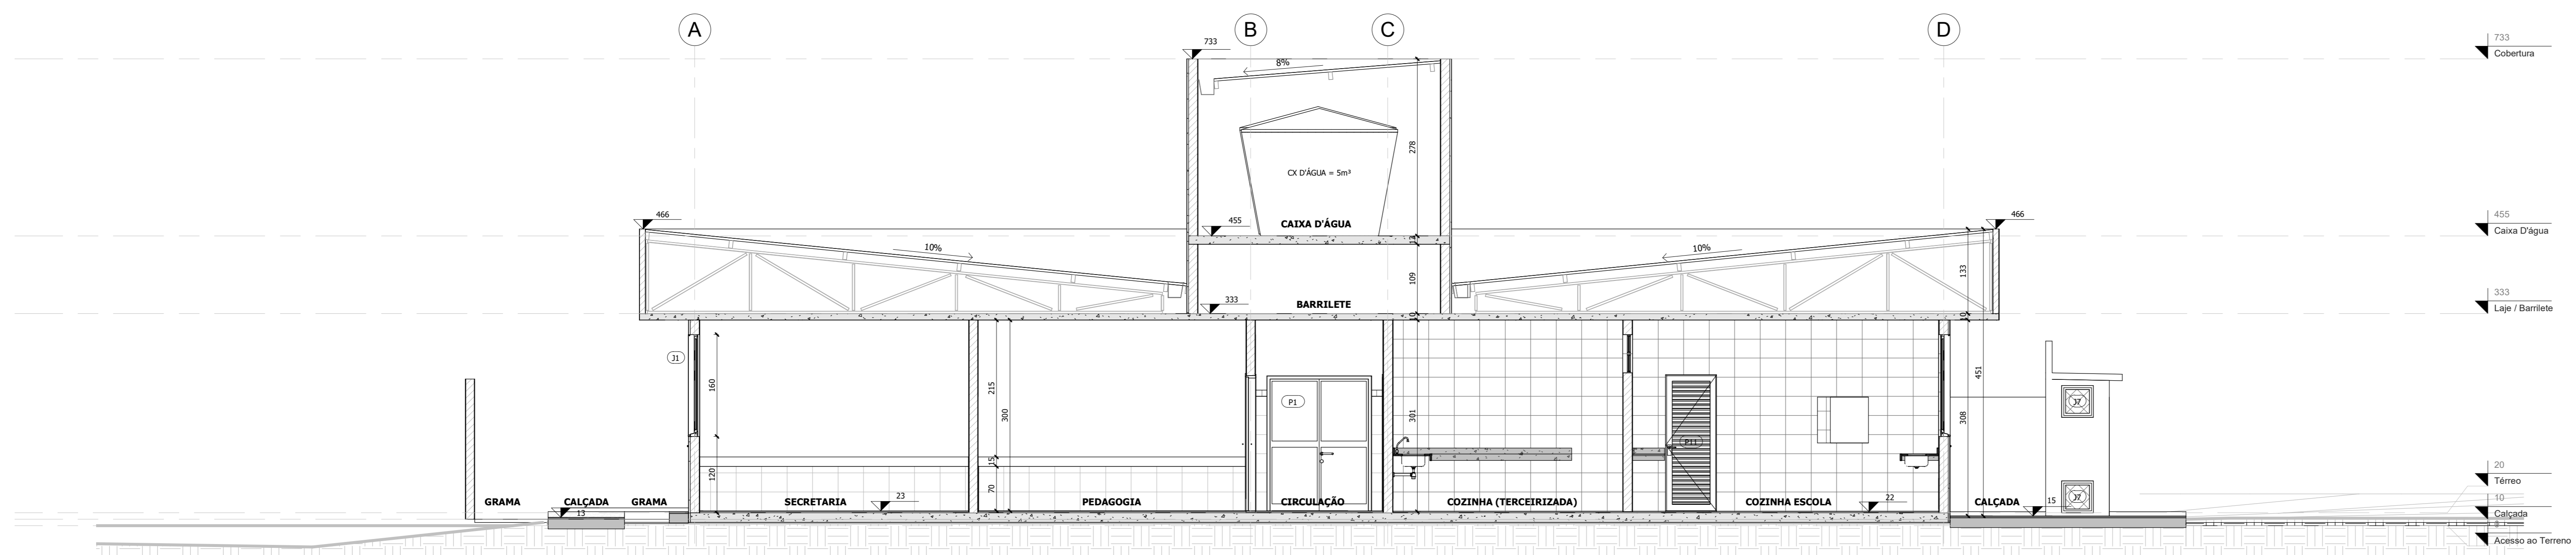 A
B
C
D
733
733
Cobertura
8%
278
CX D'ÁGUA = 5m³
466
455
CAIXA D'ÁGUA
466
455
Caixa D'água
10%
13
10%
133
109
333
BARRILETE
333
Laje / Barrilete
10
10
J1
160
215
300
P1
301
451
308
J7
P11
120
15
70
20
Térreo
GRAMA
CALÇADA
GRAMA
SECRETARIA
23
PEDAGOGIA
CIRCULAÇÃO
COZINHA (TERCEIRIZADA)
COZINHA ESCOLA
22
CALÇADA
15
J7
10
Calçada
13
Acesso ao Terreno